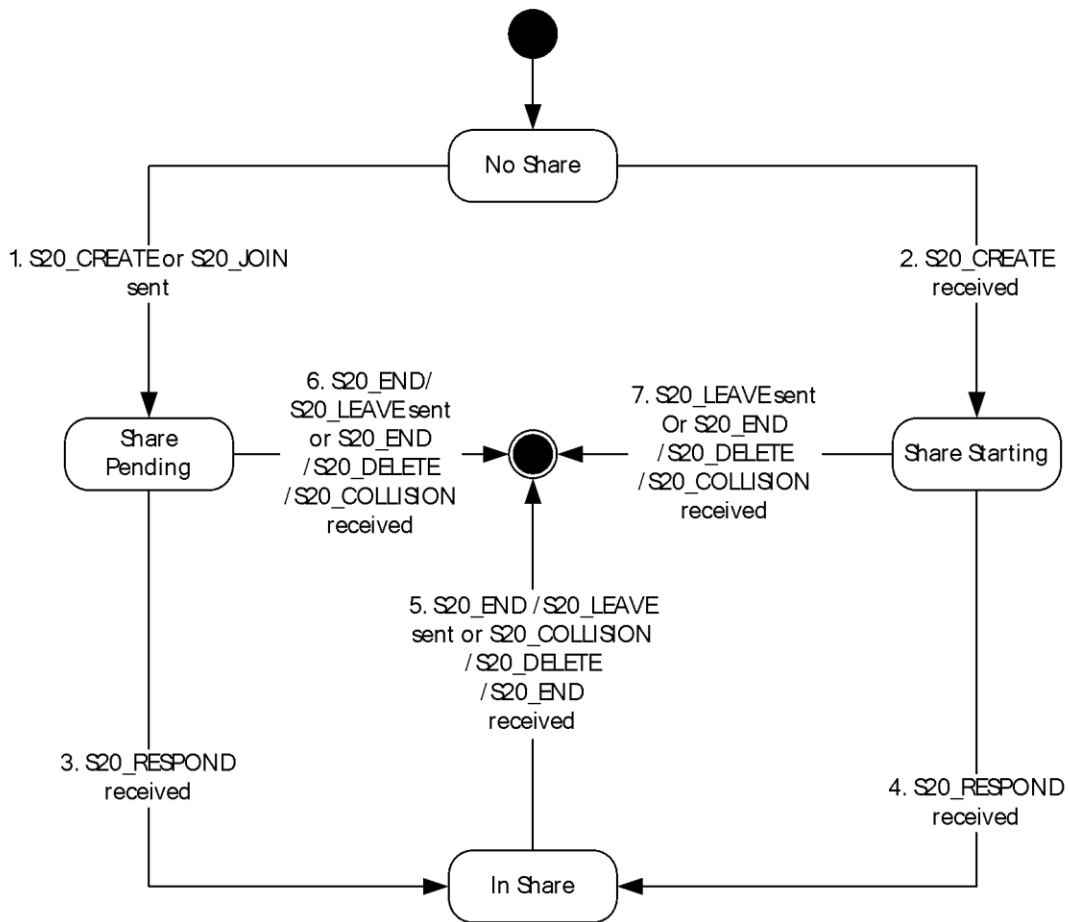 No Share
1. S20_CREATE or S20_JOIN
sent
2. S20_CREATE
received
6. S20_END/
S20_LEAVE sent
or S20_END
/S20_DELETE
/S20_COLLISION
received
7. S20_LEAVE sent
Or S20_END
/S20_DELETE
/S20_COLLISION
received
Share
Pending
Share Starting
5. S20_END / S20_LEAVE
sent or S20_COLLISION
/ S20_DELETE
/ S20_END
received
3. S20_RESPOND
received
4. S20_RESPOND
received
In Share